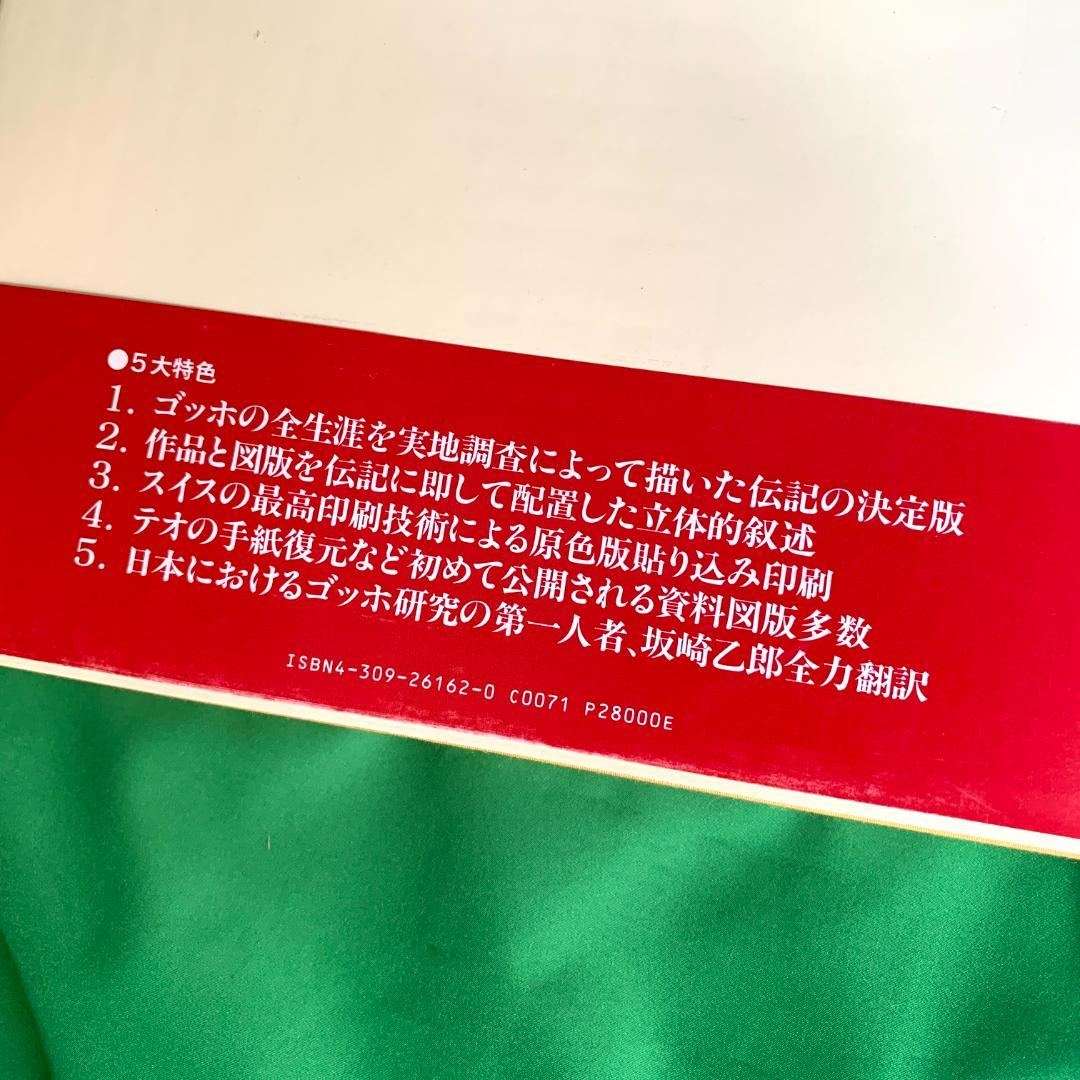 ●5大特色
1. ゴッホの全生涯を実地調査によって描いた伝記の決定版
2. 作品と図版を伝記に即して配置した立体的叙述
3. スイスの最高印刷技術による原色版貼り込み印刷
4. テオの手紙復元など初めて公開される資料図版多数
5. 日本におけるゴッホ研究の第一人者、坂崎乙郎全力翻訳
ISBN4-309-26162-0 C0071 P28000E